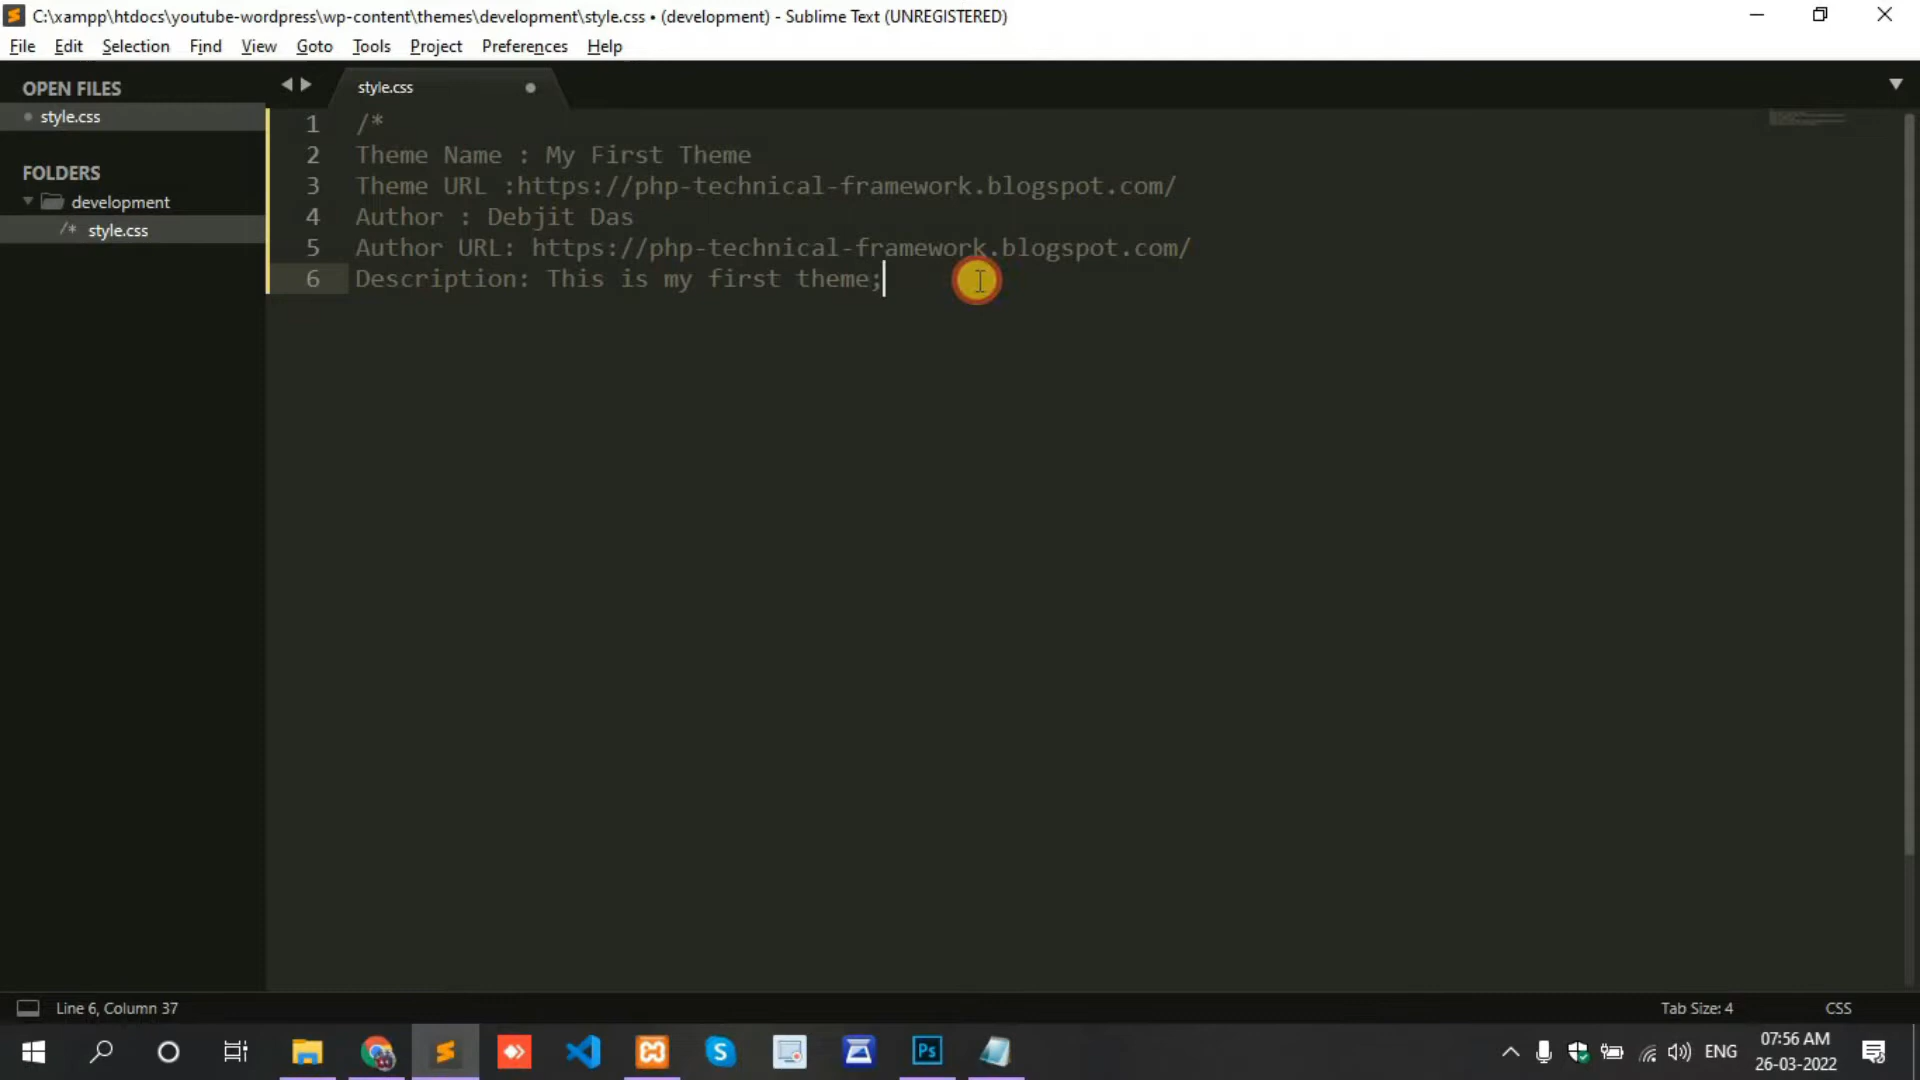 C:\xampp\htdocs\youtube-wordpress\wp-content\themes\development\style.css • (development) - Sublime Text (UNREGISTERED)
File Edit Selection Find View Goto Tools Project Preferences Help
OPEN FILES
style.css
FOLDERS
development
/* style.css
style.css
1 /*
2 Theme Name : My First Theme
3 Theme URL :https://php-technical-framework.blogspot.com/
4 Author : Debjit Das
5 Author URL: https://php-technical-framework.blogspot.com/
6 Description: This is my first theme;
Line 6, Column 37
Tab Size: 4
CSS
Ps
ENG
07:56 AM
26-03-2022